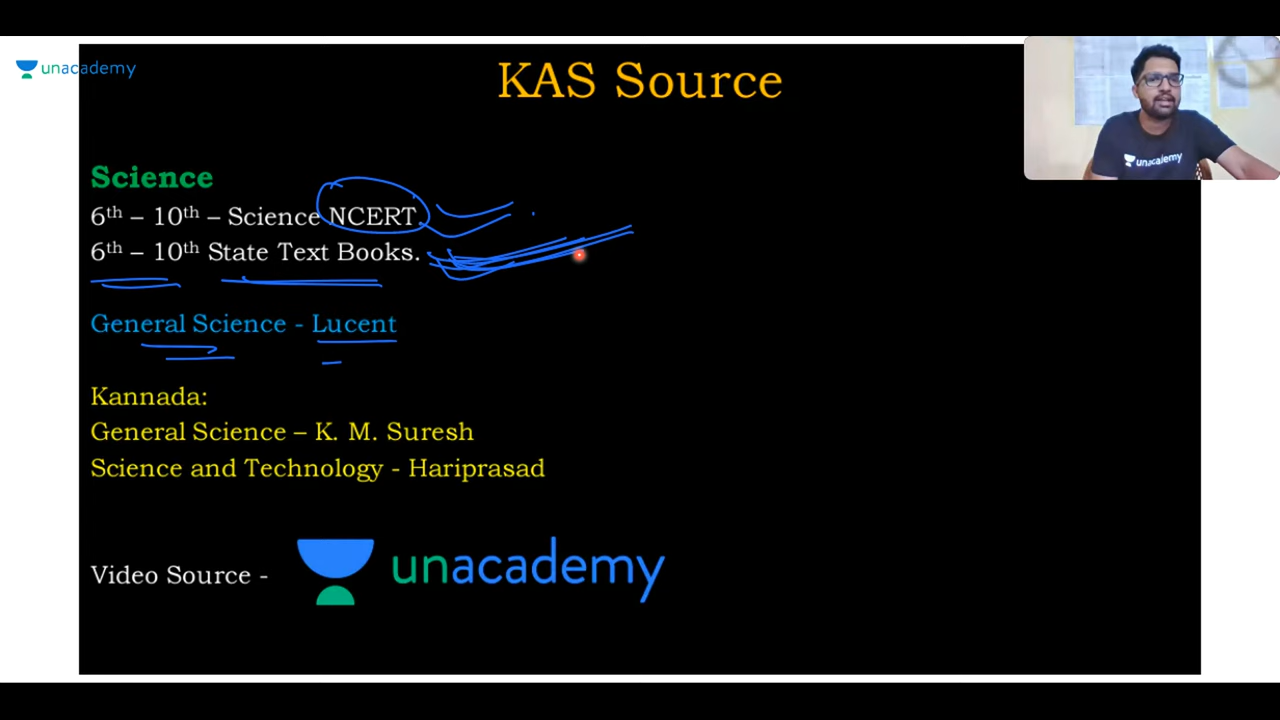 unacademy
KAS Source
unacademy
Science
6th – 10th – Science NCERT.
6th – 10th State Text Books.
General Science - Lucent
Kannada:
General Science – K. M. Suresh
Science and Technology - Hariprasad
Video Source - unacademy